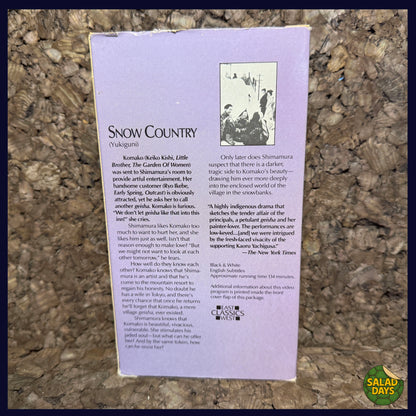 SNOW COUNTRY
(Yukiguni)
Komako (Keiko Kishi, Little
Brother, The Garden Of Women)
was sent to Shimamura's room to
provide artful entertainment. Her
handsome customer (Ryo Ikebe,
Early Spring, Outcast) is obviously
attracted, yet he asks her to call
another geisha. Komako is furious.
"We don't let geisha like that into this
inn!" she cries.
Shimamura likes Komako too
much to want to hurt her, and she
likes him just as well. Isn't that
reason enough to make love? "But
we might not want to look at each
other tomorrow," he fears.
How well do they know each
other? Komako knows that Shima-
mura is an artist and that he's
come to the mountain resort to
regain his honesty. No doubt he
has a wife in Tokyo, and there's
every chance that once he returns
he'll forget that Komako, a mere
village geisha, ever existed.
Shimamura knows that
Komako is beautiful, vivacious,
vulnerable. She stimulates his
jaded soul—but what can he offer
her? And by the same token, how
can he resist her?
Only later does Shimamura
suspect that there is a darker,
tragic side to Komako's beauty—
drawing him ever more deeply
into the enclosed world of the
village in the snowbanks.
"A highly indigenous drama that
sketches the tender affair of the
principals, a petulant geisha and her
painter-lover. The performances are
low-keyed...[and] we were intrigued
by the fresh-faced vivacity of the
supporting Kaoru Yachigusa."
—The New York Times
Black & White
English Subtitles
Approximate running time 134 minutes.
Additional information about this video
program is printed inside the front
cover flap of this package.
EAST
CLASSICS
WEST
SALAD
DAYS